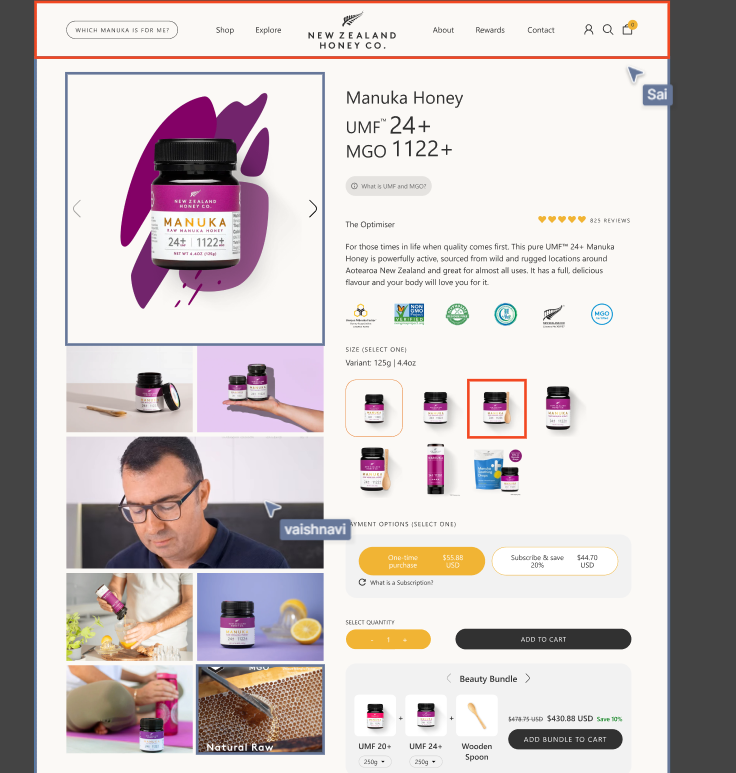 WHICH MANUKA IS FOR ME?
Shop
Explore
NEW ZEALAND
HONEY CO.
About
Rewards
Contact
0
Sai
Manuka Honey
UMF™ 24+
MGO 1122+
What is UMF and MGO?
The Optimiser
825 REVIEWS
For those times in life when quality comes first. This pure UMF™ 24+ Manuka
Honey is powerfully active, sourced from wild and rugged locations around
Aotearoa New Zealand and great for almost all uses. It has a full, delicious
flavour and your body will love you for it.
NEW ZEALAND
HONEY CO.
MANUKA
RAW MANUKA HONEY
24± 1122±
NET WT 4.4OZ (125g)
NON
GMO
VERIFIED
MGO
SIZE (SELECT ONE)
Variant: 125g | 4.4oz
vaishnavi
AYMENT OPTIONS (SELECT ONE)
One-time
purchase
$55.88
USD
Subscribe & save
20%
$44.70
USD
What is a Subscription?
SELECT QUANTITY
- 1 +
ADD TO CART
Beauty Bundle
+
+
UMF 20+
250g
UMF 24+
250g
Wooden
Spoon
$478.75 USD $430.88 USD Save 10%
ADD BUNDLE TO CART
MANUKA
MGO
Natural Raw